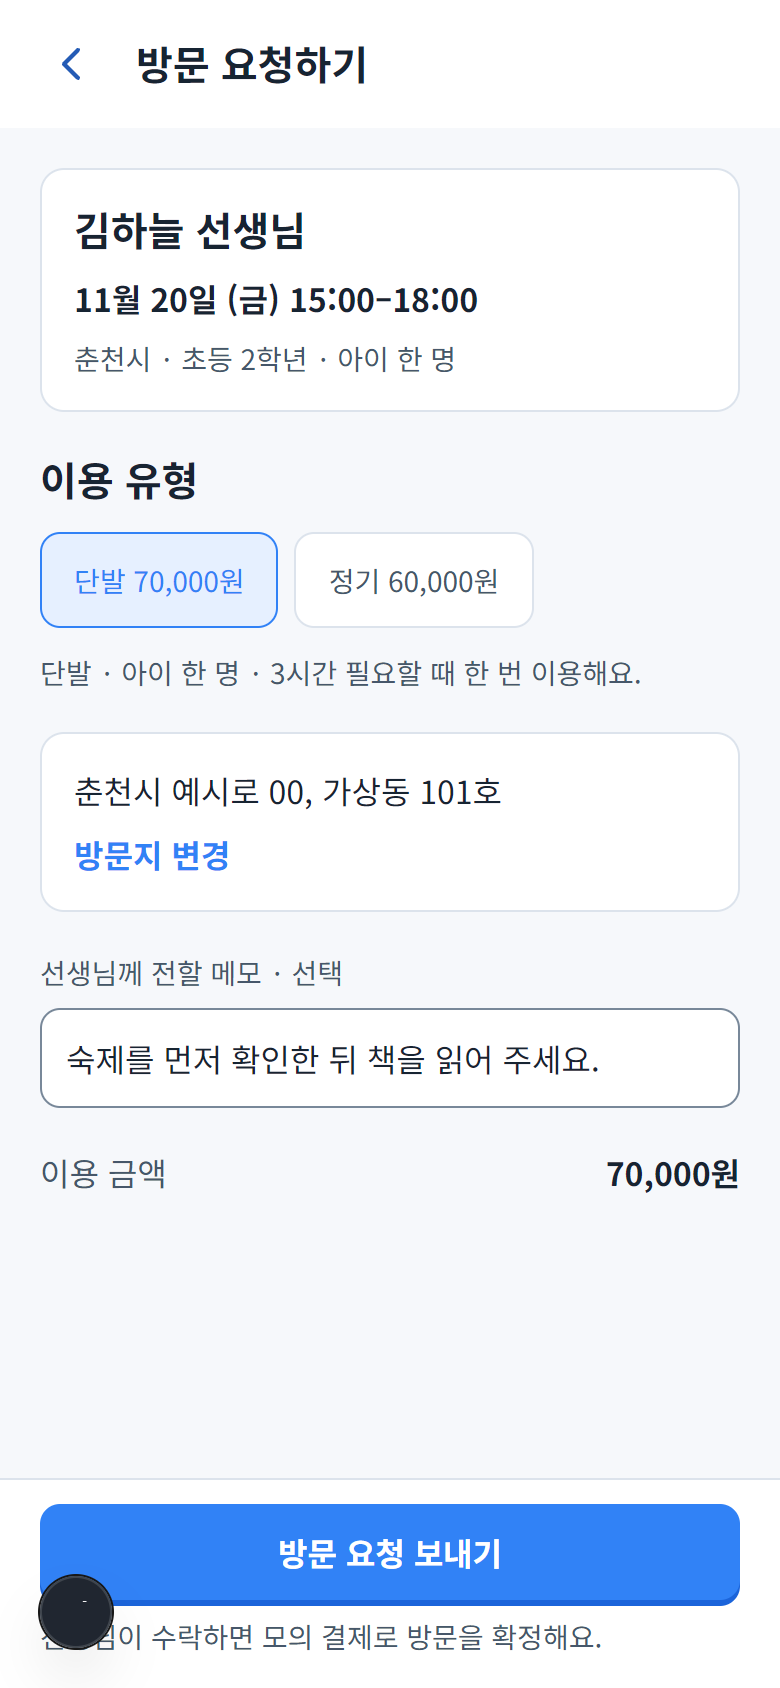 방문 요청하기
김하늘 선생님
11월 20일 (금) 15:00–18:00
춘천시 · 초등 2학년 · 아이 한 명
이용 유형
단발 70,000원
정기 60,000원
단발 · 아이 한 명 · 3시간 필요할 때 한 번 이용해요.
춘천시 예시로 00, 가상동 101호
방문지 변경
선생님께 전할 메모 · 선택
숙제를 먼저 확인한 뒤 책을 읽어 주세요.
이용 금액
70,000원
방문 요청 보내기
수락하면 모의 결제로 방문을 확정해요.